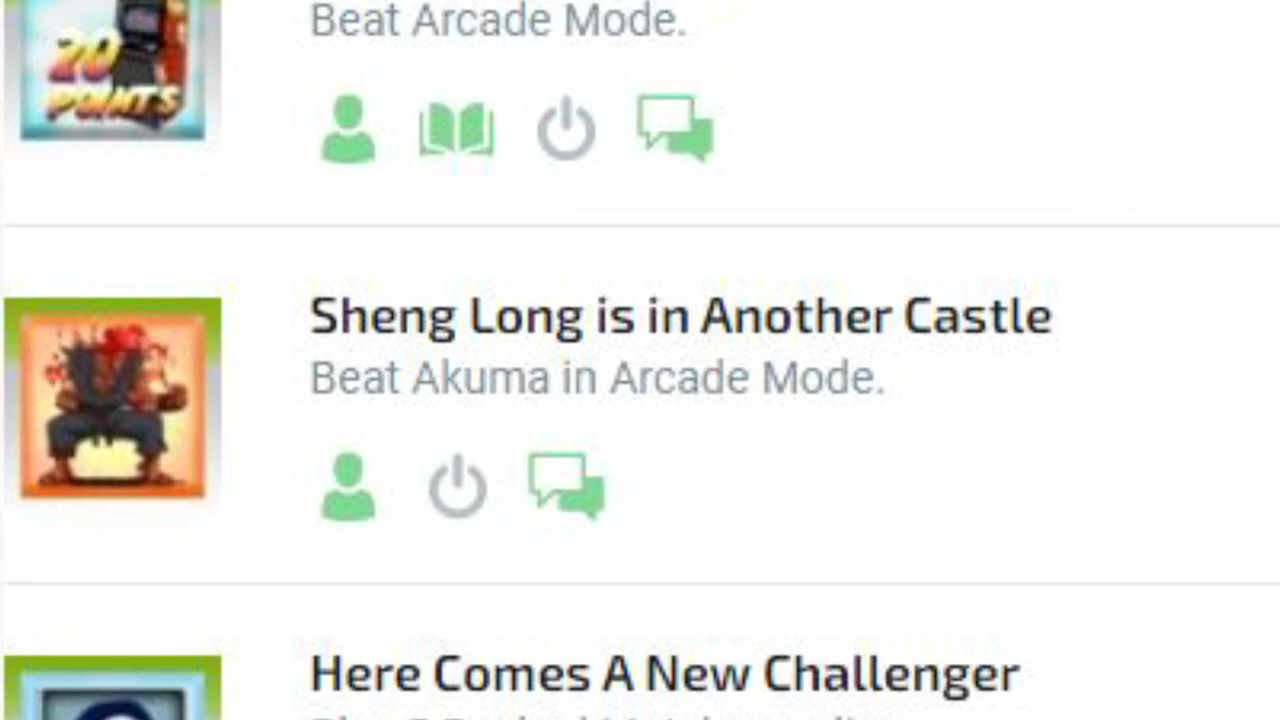 Beat Arcade Mode.
20
POINTS
Sheng Long is in Another Castle
Beat Akuma in Arcade Mode.
Here Comes A New Challenger